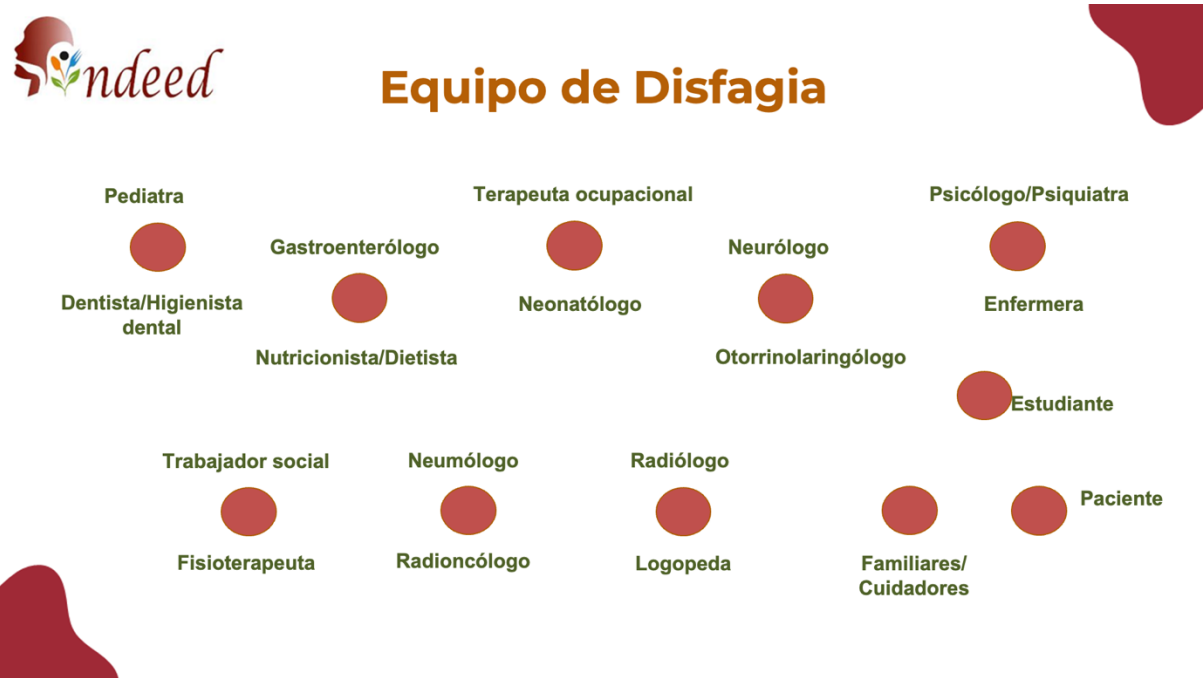 Indeed
Equipo de Disfagia
Pediatra
Terapeuta ocupacional
Psicólogo/Psiquiatra
Gastroenterólogo
Neurólogo
Dentista/Higienista
dental
Neonatólogo
Enfermera
Nutricionista/Dietista
Otorrinolaringólogo
Estudiante
Trabajador social
Neumólogo
Radiólogo
Paciente
Fisioterapeuta
Radioncólogo
Logopeda
Familiares/
Cuidadores